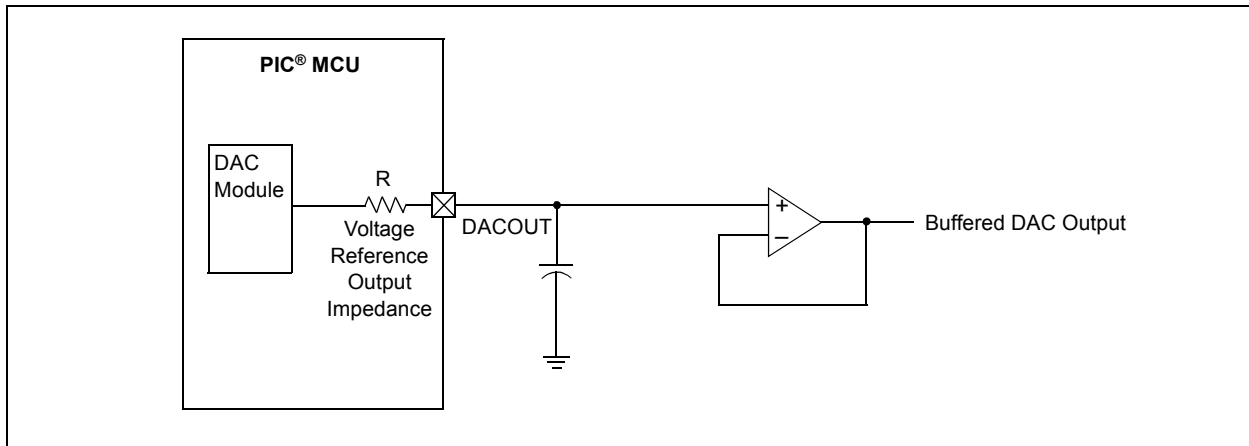 PIC® MCU
DAC
Module
R
Voltage
Reference
Output
Impedance
DACOUT
+
–
Buffered DAC Output